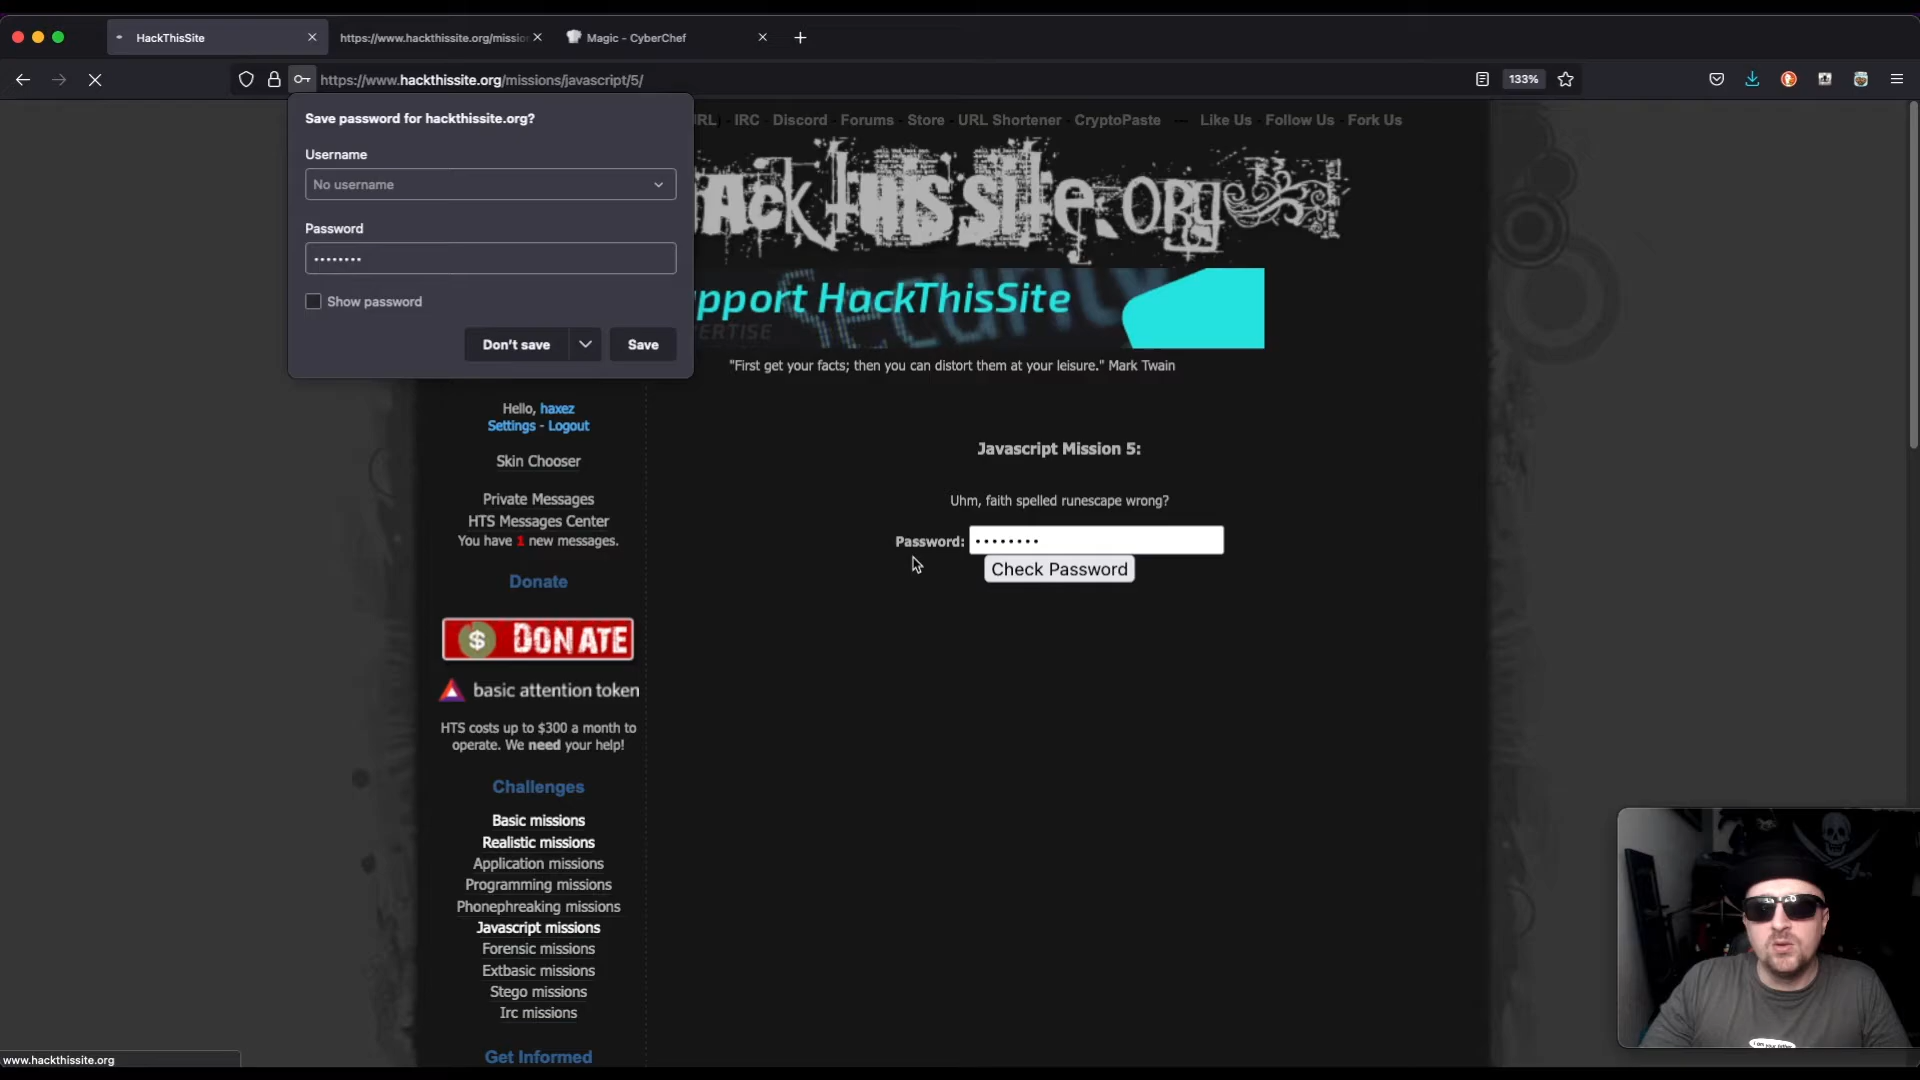 HackThisSite
https://www.hackthissite.org/missio
Magic - CyberChef
https://www.hackthissite.org/missions/javascript/5/
133%
Save password for hackthissite.org?
Username
No username
Password
••••••••
Show password
Don't save
Save
RL) - IRC - Discord - Forums - Store - URL Shortener - CryptoPaste --- Like Us - Follow Us - Fork Us
Hack this site.org
pport HackThisSite
"First get your facts; then you can distort them at your leisure." Mark Twain
Hello, haxez
Settings - Logout
Skin Chooser
Private Messages
HTS Messages Center
You have 1 new messages.
Donate
$ DONATE
basic attention token
HTS costs up to $300 a month to
operate. We need your help!
Challenges
Basic missions
Realistic missions
Application missions
Programming missions
Phonephreaking missions
Javascript missions
Forensic missions
Extbasic missions
Stego missions
Irc missions
Get Informed
Javascript Mission 5:
Uhm, faith spelled runescape wrong?
Password: ••••••••
Check Password
www.hackthissite.org